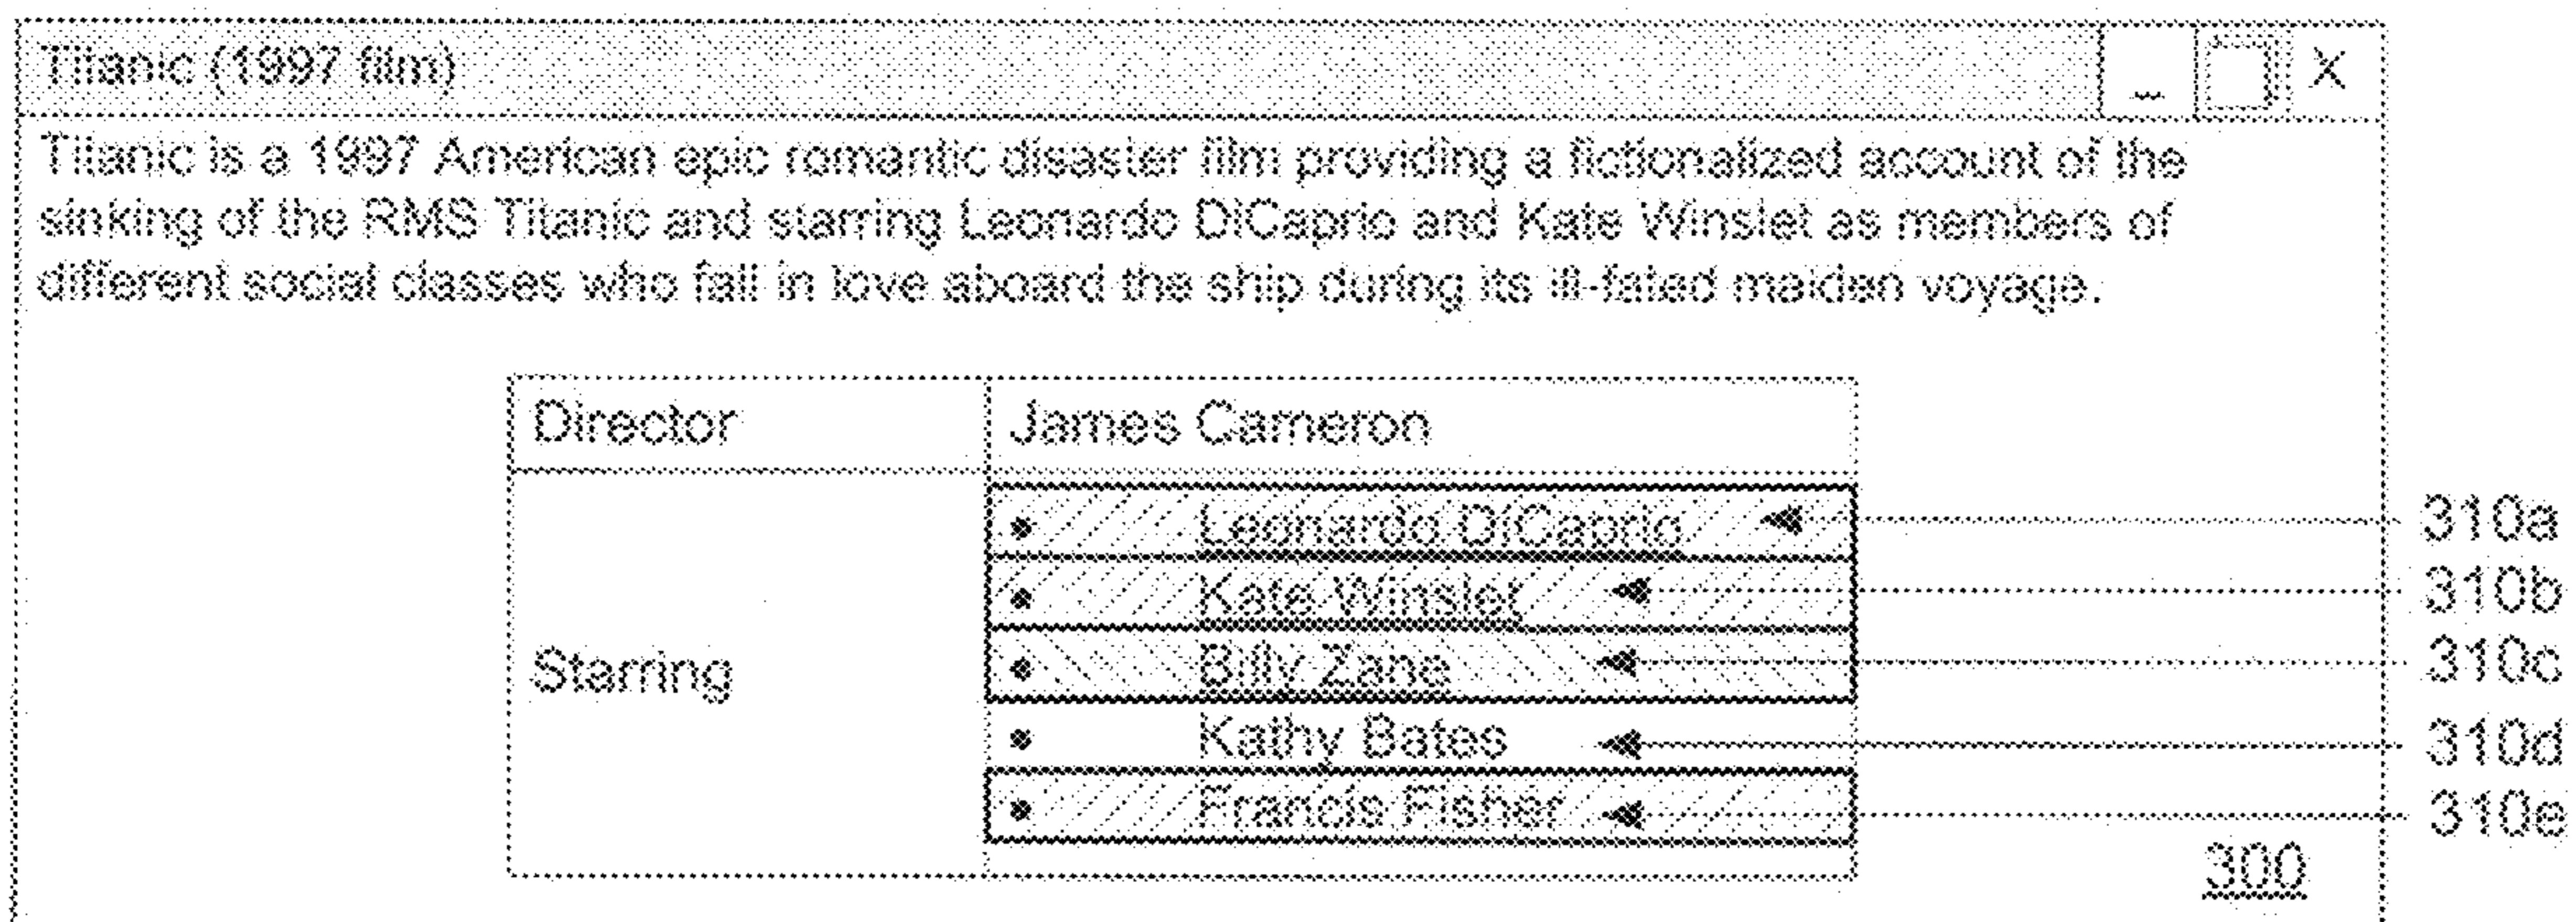 Titanic (1997 film) _ X
Titanic is a 1997 American epic romantic disaster film providing a fictionalized account of the
sinking of the RMS Titanic and starring Leonardo DiCaprio and Kate Winslet as members of
different social classes who fall in love aboard the ship during its ill-fated maiden voyage.
Director James Cameron
• Leonardo DiCaprio 310a
• Kate Winslet 310b
Starring • Billy Zane 310c
• Kathy Bates 310d
• Francis Fisher 310e
300